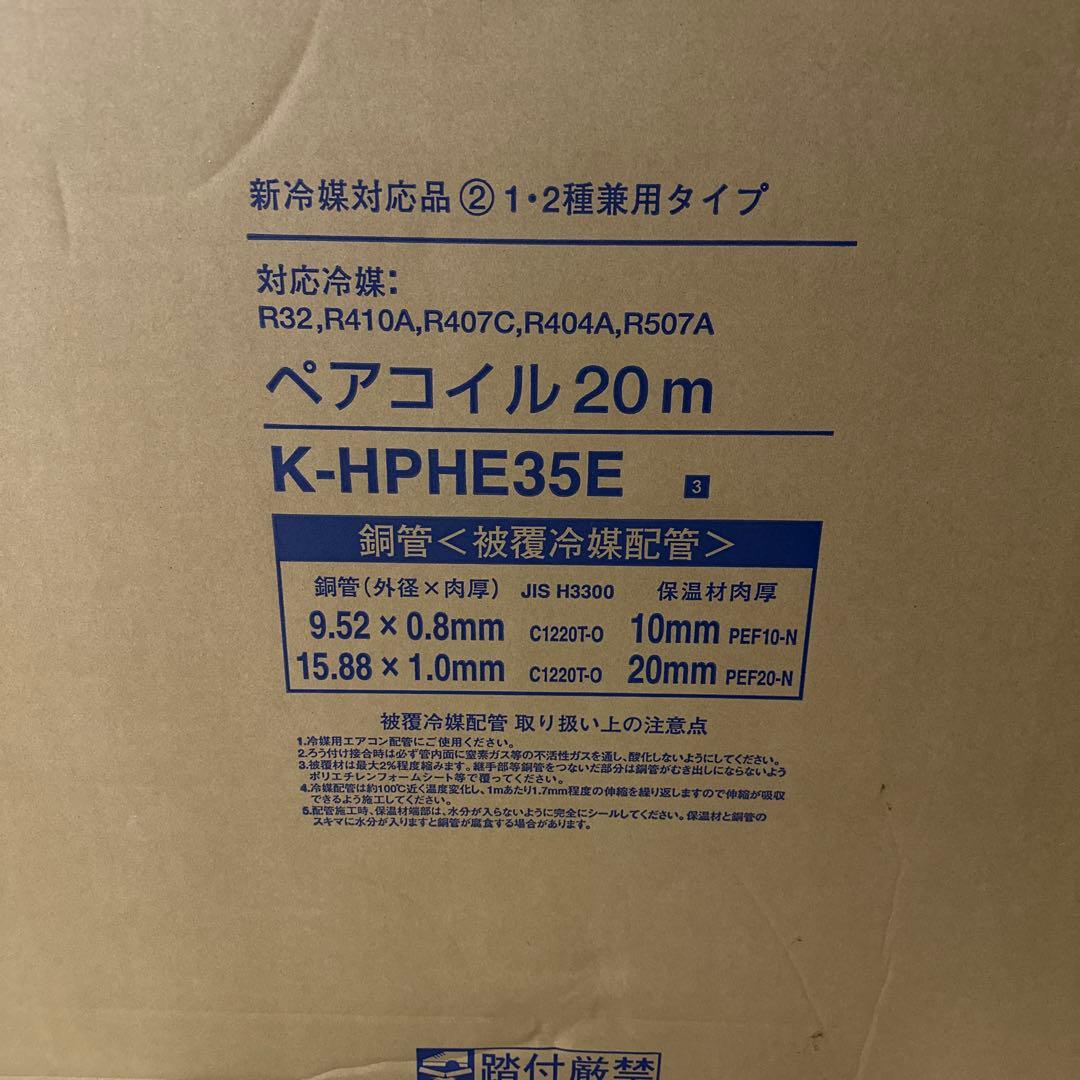 新冷媒対応品② 1・2種兼用タイプ
対応冷媒:
R32,R410A,R407C,R404A,R507A
ペアコイル20m
K-HPHE35E 3
銅管<被覆冷媒配管>
銅管(外径×肉厚) JIS H3300 保温材肉厚
9.52×0.8mm C1220T-O 10mm PEF10-N
15.88×1.0mm C1220T-O 20mm PEF20-N
被覆冷媒配管 取り扱い上の注意点
1.冷媒用エアコン配管にご使用ください。
2.ろう付け接合時は必ず管内面に窒素ガス等の不活性ガスを通し、酸化しないようにしてください。
3.被覆材は最大2%程度縮みます。継手部等銅管をつないだ部分は銅管がむき出しにならないよう
ポリエチレンフォームシート等で覆ってください。
4.冷媒配管は約100℃近く温度変化し、1mあたり1.7mm程度の伸縮を繰り返しますので伸縮が吸収
できるよう施工してください。
5.配管施工時、保温材端部は、水分が入らないように完全にシールしてください。保温材と銅管の
スキマに水分が入りますと銅管が腐食する場合があります。
踏付厳禁